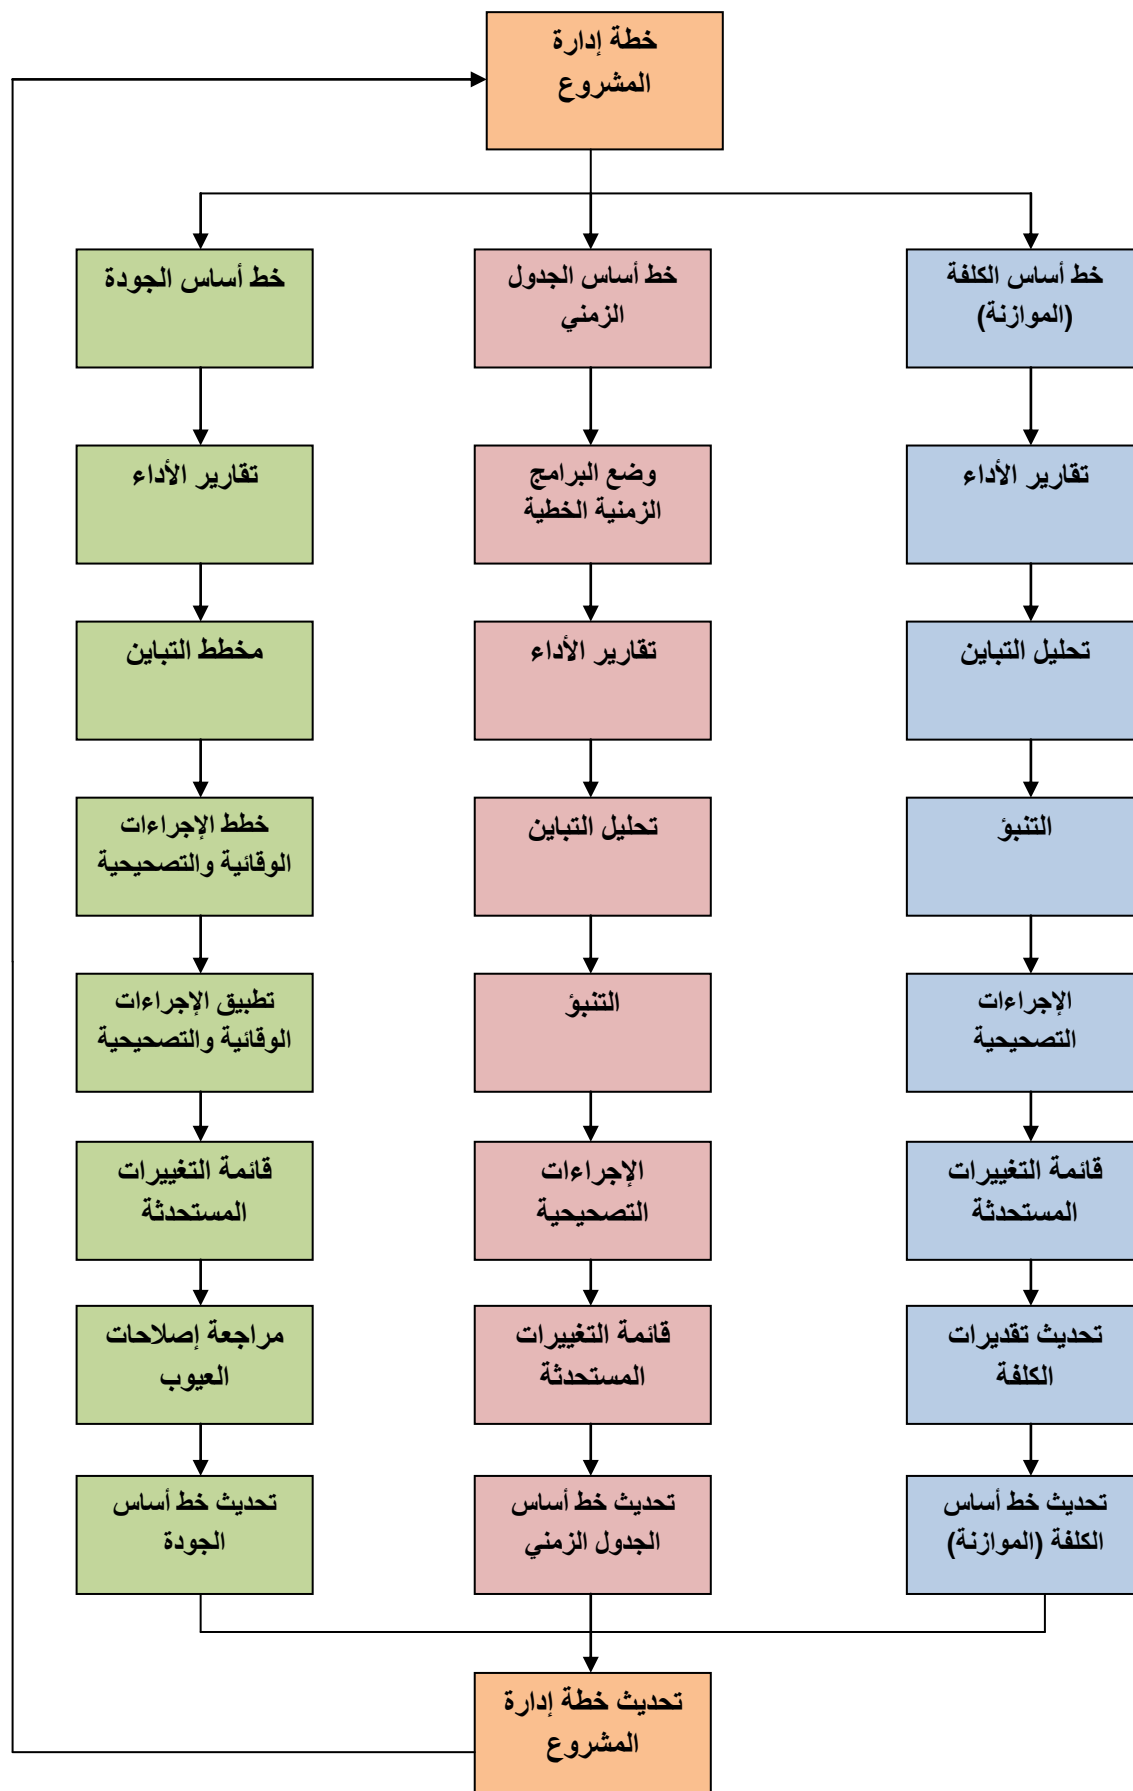 خطة إدارة
المشروع
خط أساس الكلفة
(الموازنة)
تقارير الأداء
تحليل التباين
التنبؤ
الإجراءات
التصحيحية
قائمة التغييرات
المستحدثة
تحديث تقديرات
الكلفة
تحديث خط أساس
الكلفة (الموازنة)
خط أساس الجدول
الزمني
وضع البرامج
الزمنية الخطية
تقارير الأداء
تحليل التباين
التنبؤ
الإجراءات
التصحيحية
قائمة التغييرات
المستحدثة
تحديث خط أساس
الجدول الزمني
خط أساس الجودة
تقارير الأداء
مخطط التباين
خطط الإجراءات
الوقائية والتصحيحية
تطبيق الإجراءات
الوقائية والتصحيحية
قائمة التغييرات
المستحدثة
مراجعة إصلاحات
العيوب
تحديث خط أساس
الجودة
تحديث خطة إدارة
المشروع